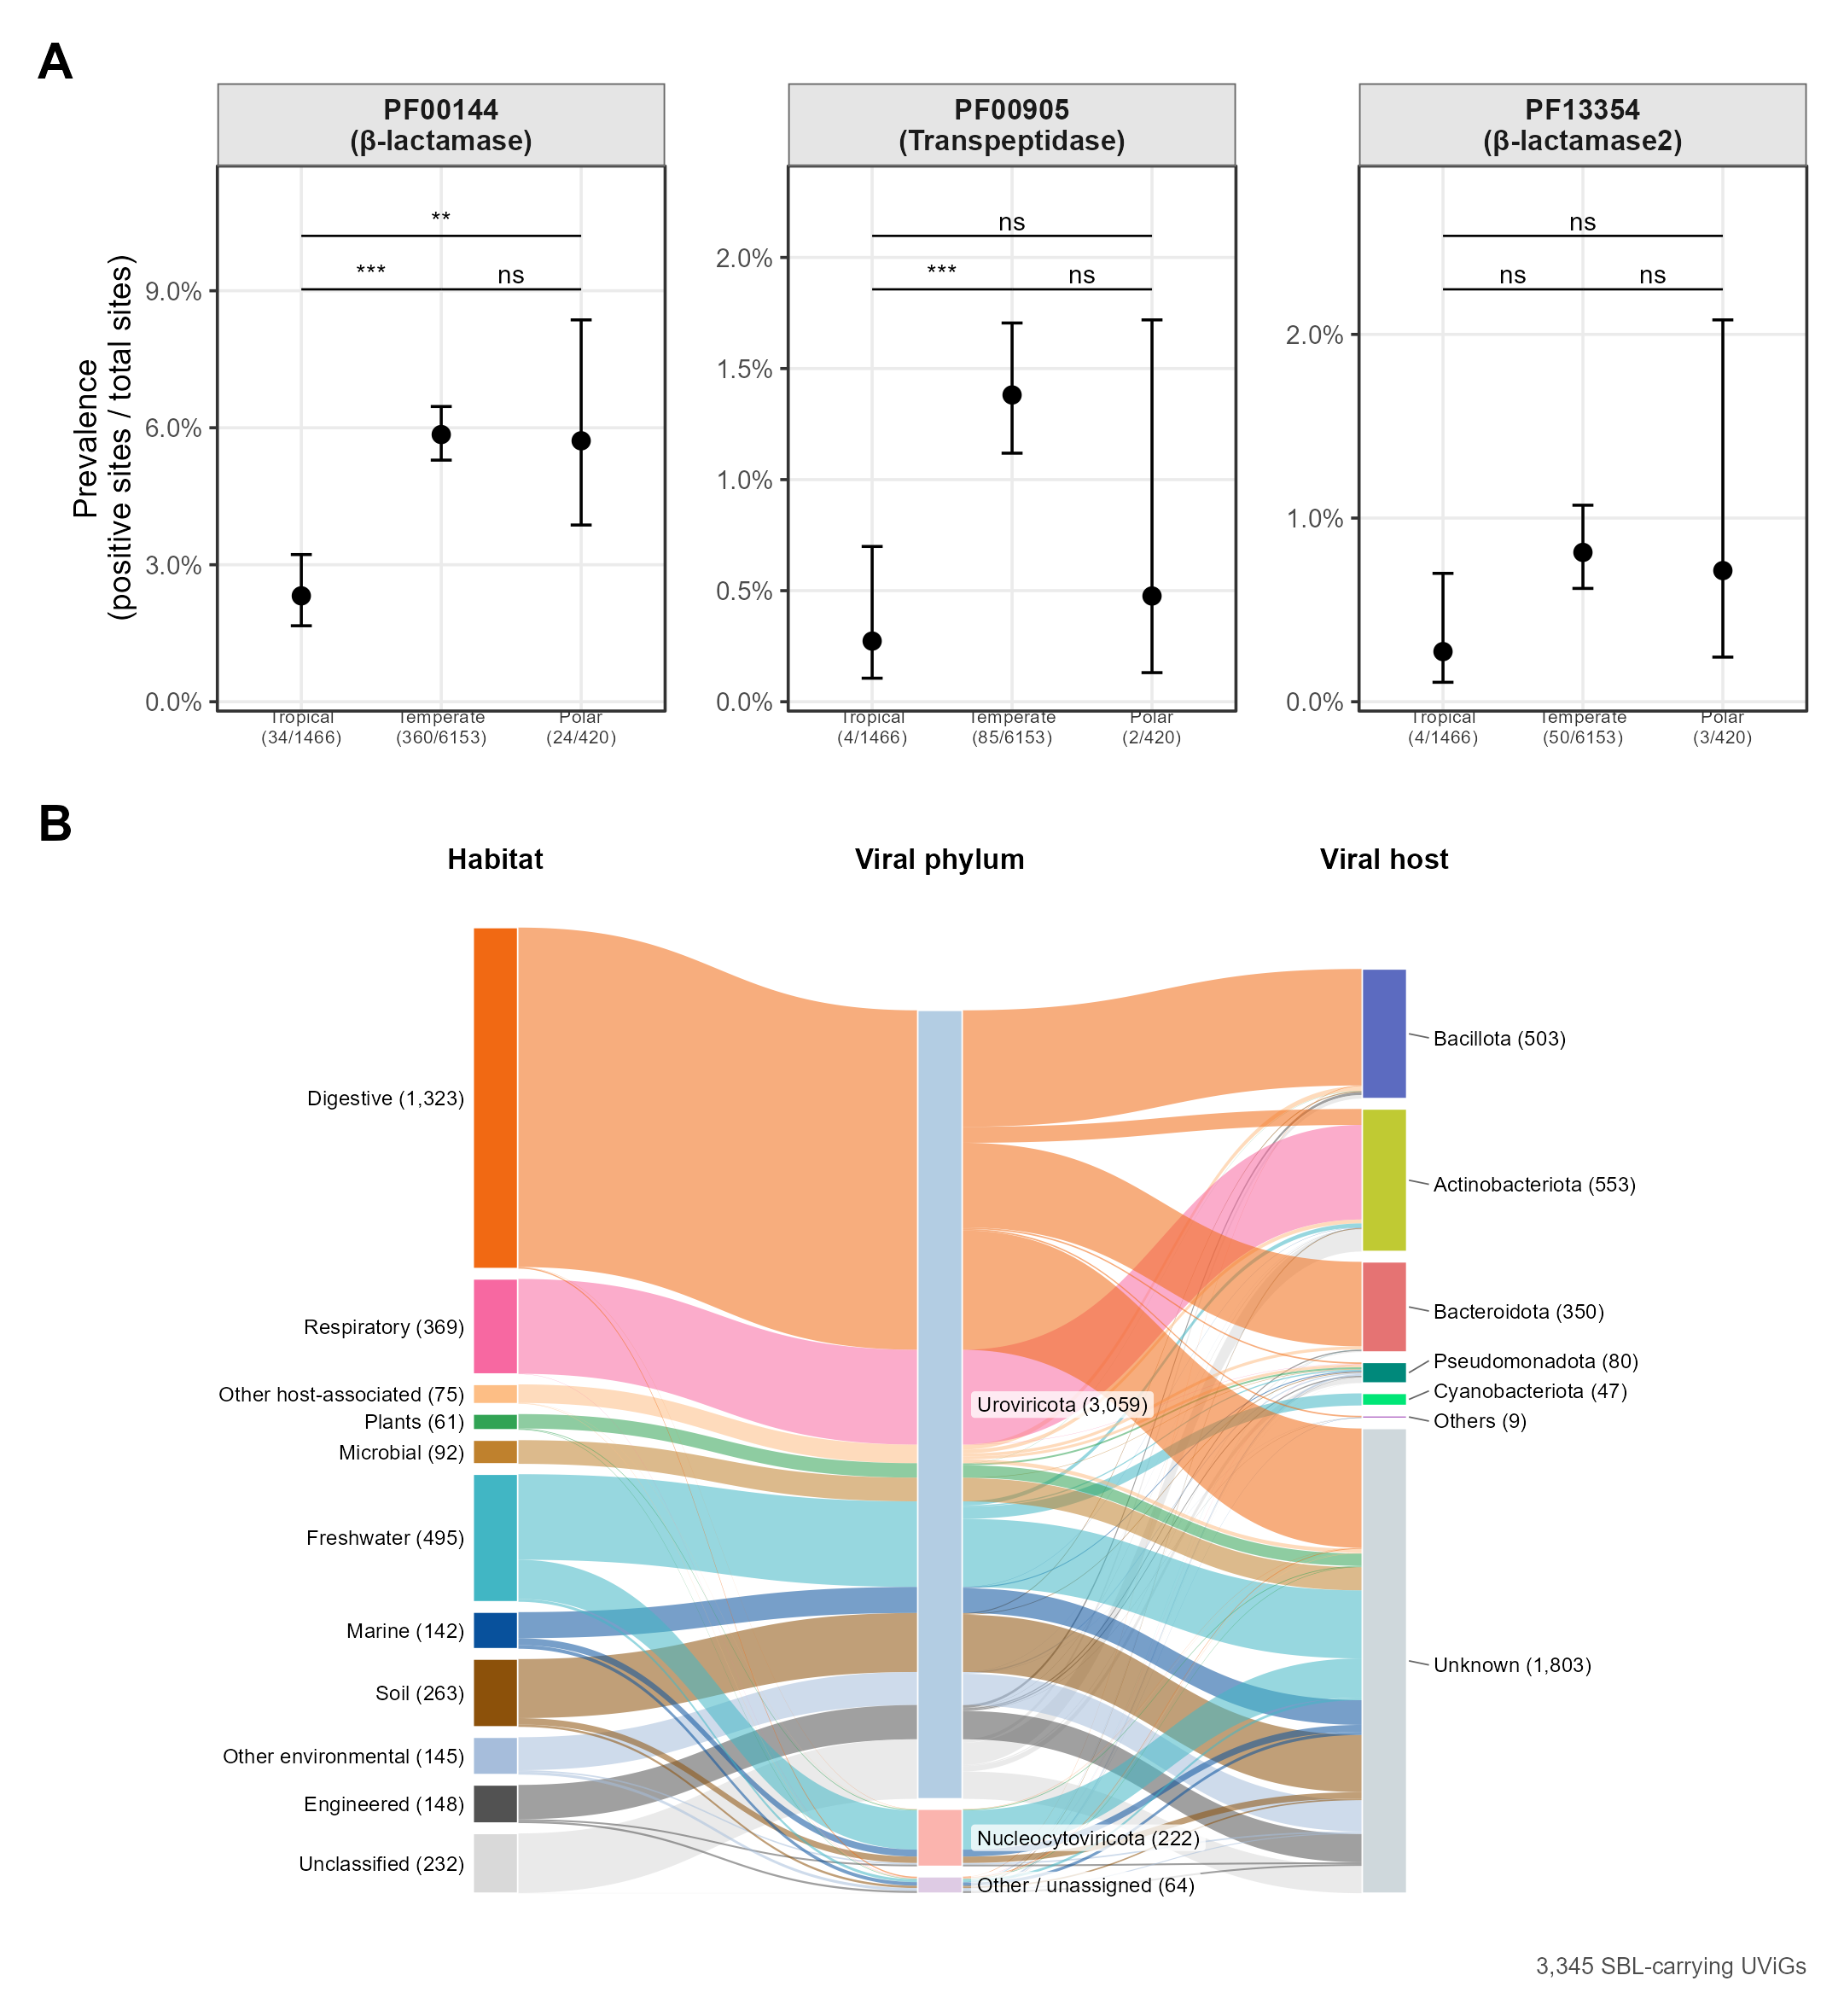 A
PF00144
(β-lactamase)
PF00905
(Transpeptidase)
PF13354
(β-lactamase2)
Prevalence
(positive sites / total sites)
9.0%
6.0%
3.0%
0.0%
**
***
ns
Tropical
(34/1466)
Temperate
(360/6153)
Polar
(24/420)
2.0%
1.5%
1.0%
0.5%
0.0%
ns
***
ns
Tropical
(4/1466)
Temperate
(85/6153)
Polar
(2/420)
2.0%
1.0%
0.0%
ns
ns
ns
Tropical
(4/1466)
Temperate
(50/6153)
Polar
(3/420)
B
Habitat
Viral phylum
Viral host
Digestive (1,323)
Respiratory (369)
Other host-associated (75)
Plants (61)
Microbial (92)
Freshwater (495)
Marine (142)
Soil (263)
Other environmental (145)
Engineered (148)
Unclassified (232)
Uroviricota (3,059)
Nucleocytoviricota (222)
Other / unassigned (64)
Bacillota (503)
Actinobacteriota (553)
Bacteroidota (350)
Pseudomonadota (80)
Cyanobacteriota (47)
Others (9)
Unknown (1,803)
3,345 SBL-carrying UViGs